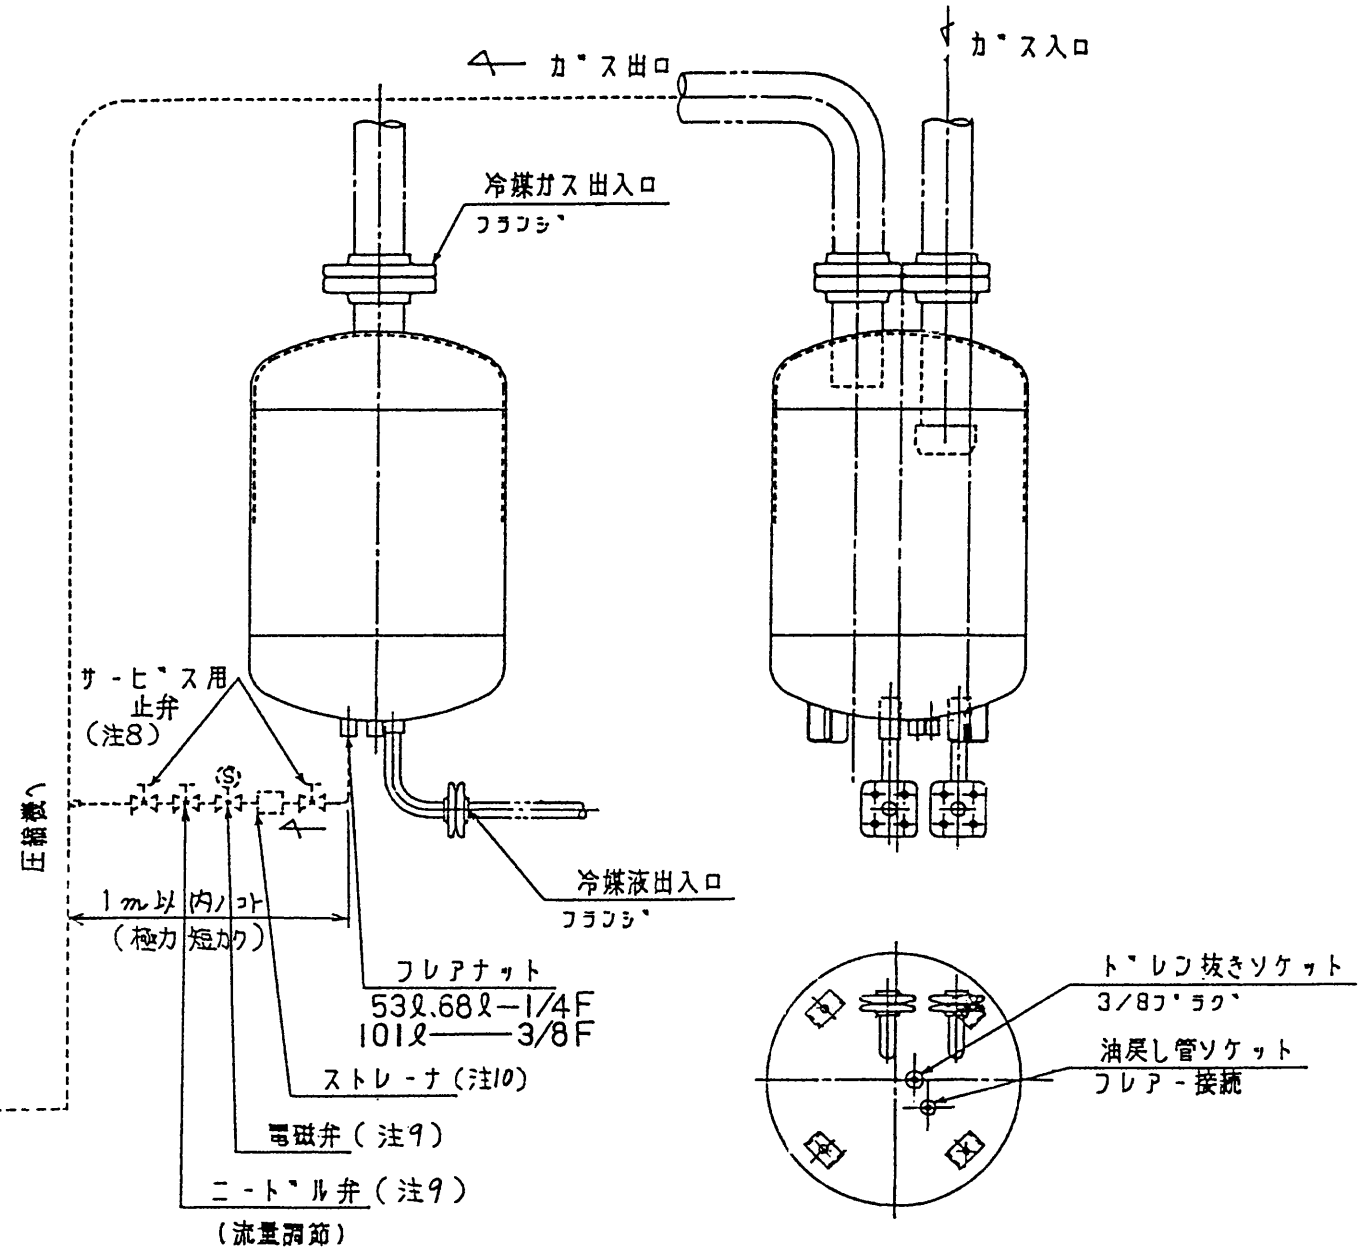 ガス出口
ガス入口
冷媒ガス出入口
フランジ
サービス用
止弁
(注8)
S
圧縮機へ
1m以内ノコト
(極力短カク)
冷媒液出入口
フランジ
フレアナット
53ℓ.68ℓ—1/4F
101ℓ——3/8F
ストレーナ(注10)
電磁弁(注9)
ニードル弁(注9)
(流量調節)
ドレン抜きソケット
3/8プラグ
油戻し管ソケット
フレアー接続